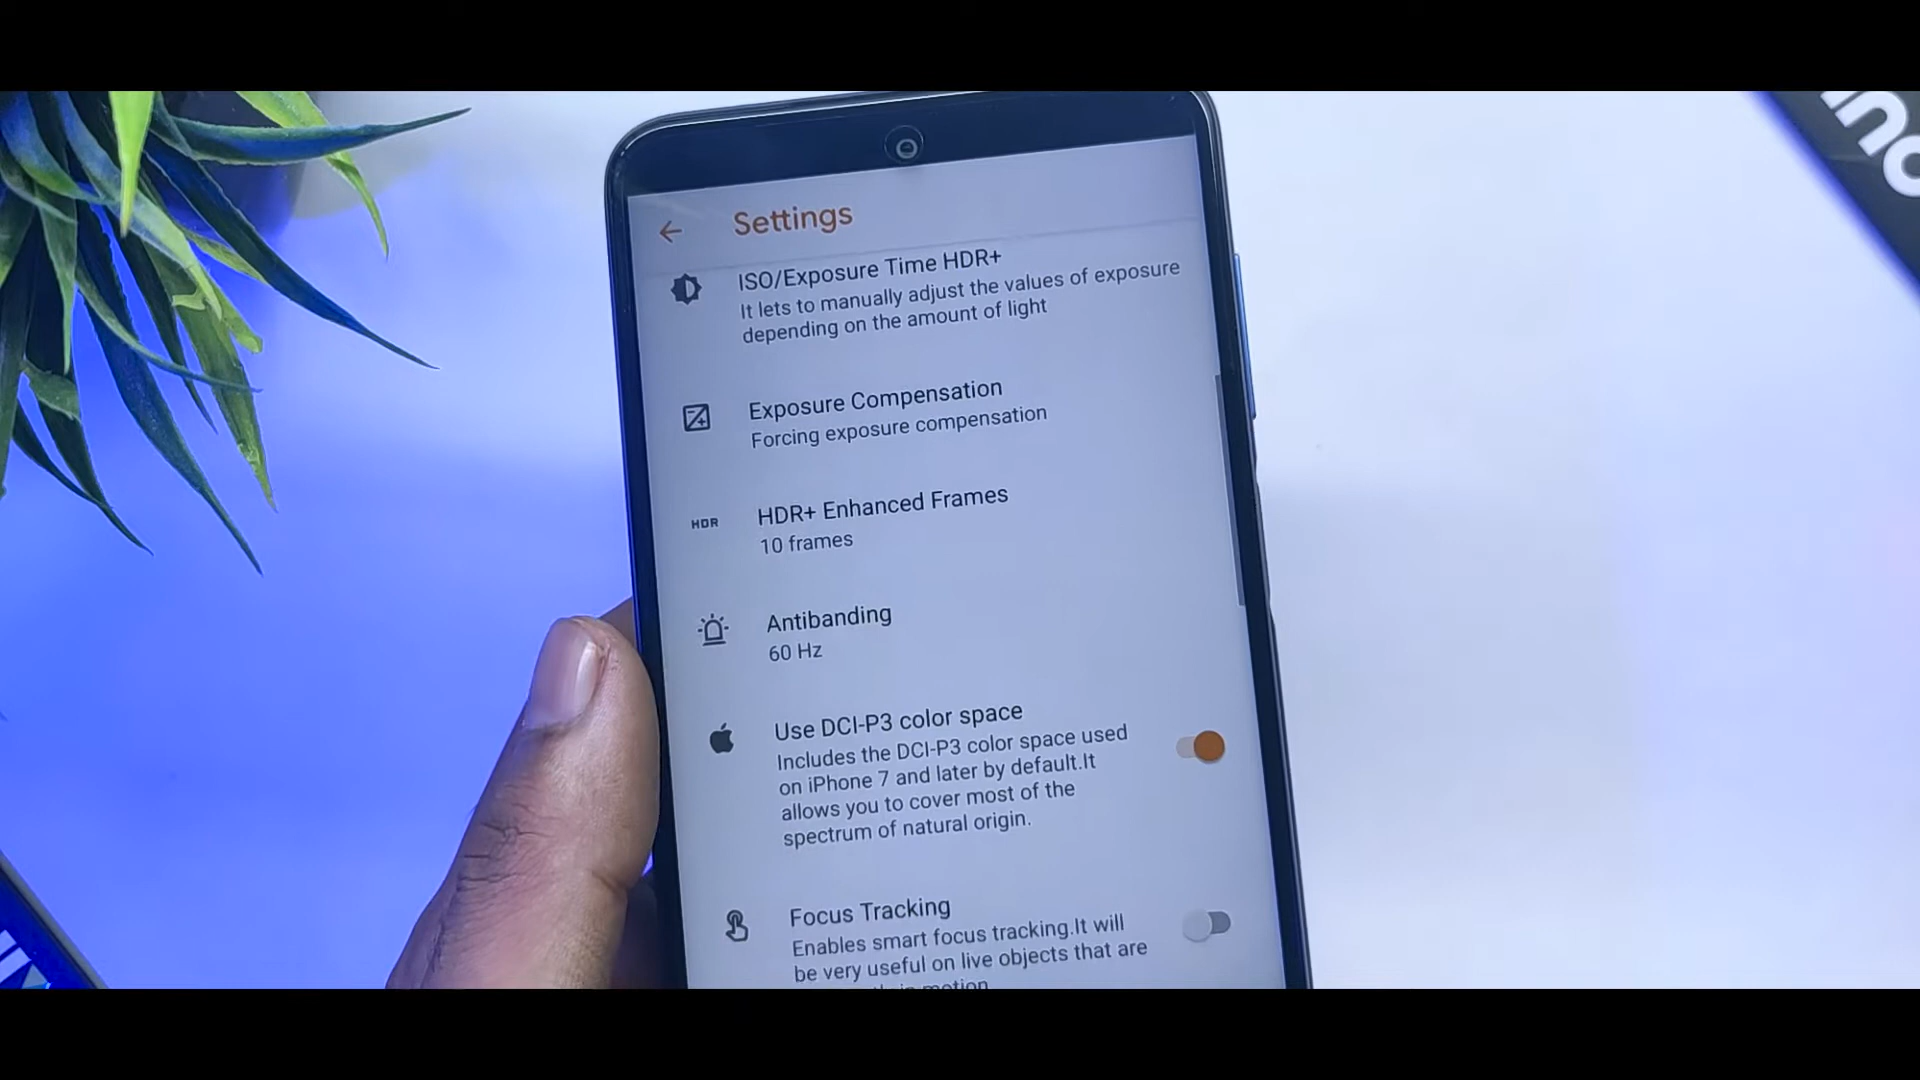 Settings
ISO/Exposure Time HDR+
It lets to manually adjust the values of exposure
depending on the amount of light
Exposure Compensation
Forcing exposure compensation
HDR HDR+ Enhanced Frames
10 frames
Antibanding
60 Hz
Use DCI-P3 color space
Includes the DCI-P3 color space used
on iPhone 7 and later by default.It
allows you to cover most of the
spectrum of natural origin.
Focus Tracking
Enables smart focus tracking.It will
be very useful on live objects that are
motion